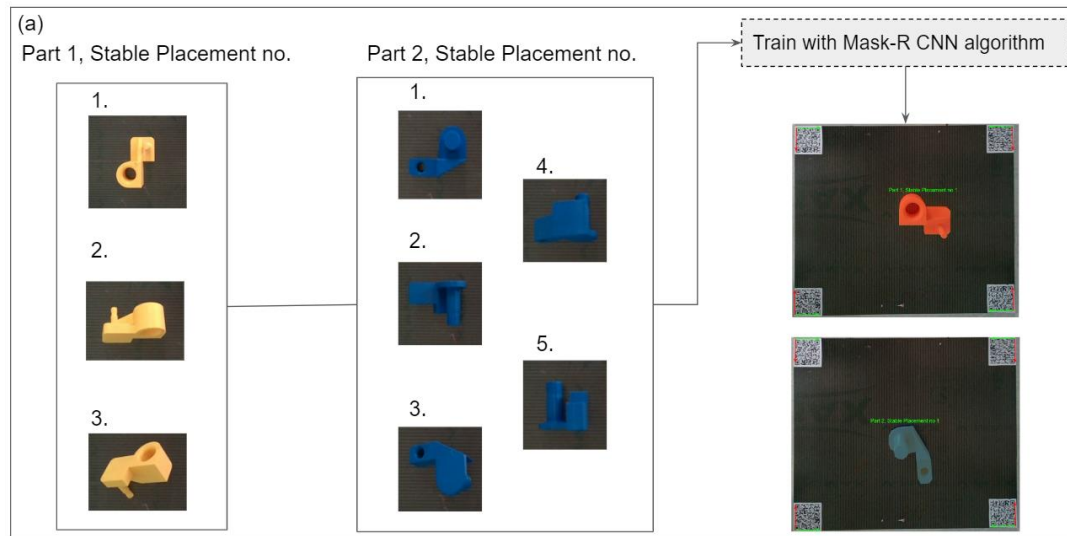 (a)
Part 1, Stable Placement no.
1.
2.
3.
Part 2, Stable Placement no.
1.
2.
3.
4.
5.
Train with Mask-R CNN algorithm
Part 1, Stable Placement no 1
Part 2, Stable Placement no